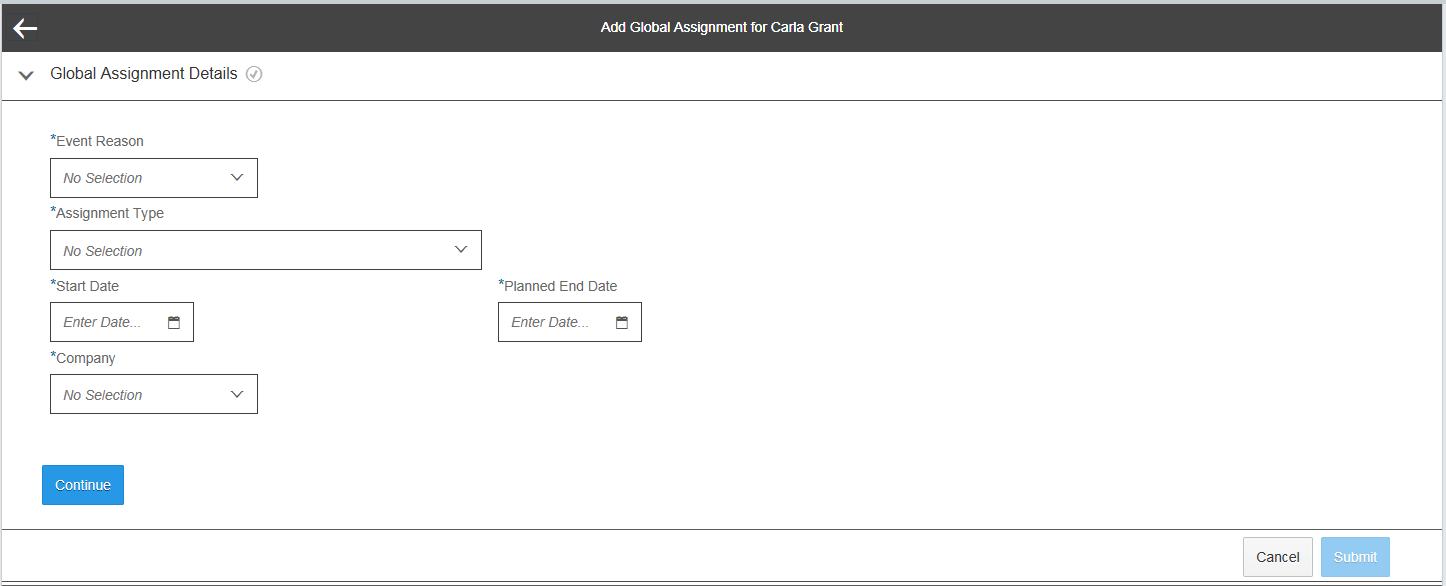 Add Global Assignment for Carla Grant
Global Assignment Details
*Event Reason
No Selection
*Assignment Type
No Selection
*Start Date
*Planned End Date
Enter Date...
Enter Date...
*Company
No Selection
Continue
Cancel
Submit